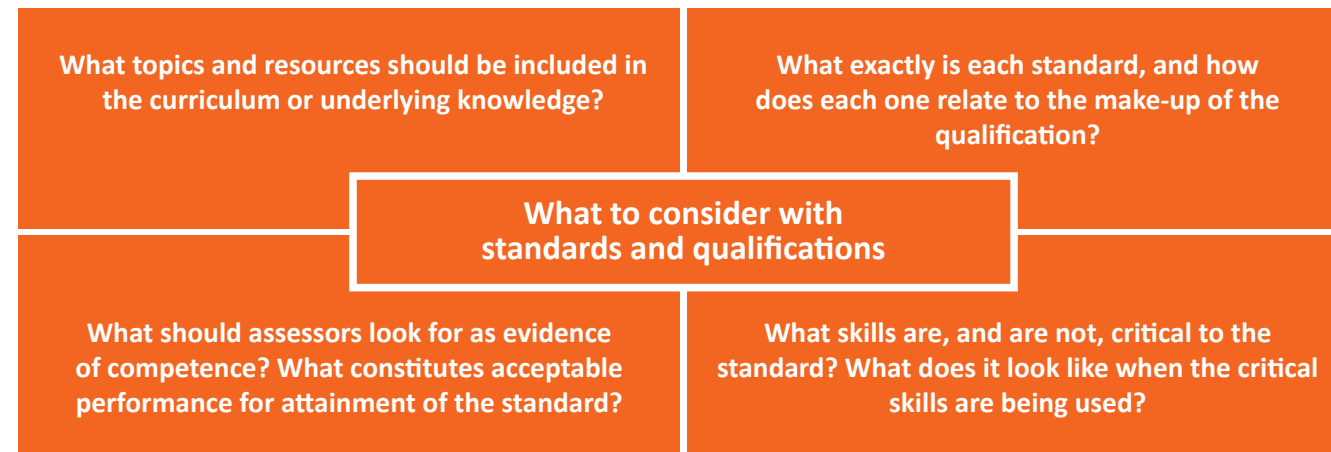 What topics and resources should be included in
the curriculum or underlying knowledge?
What exactly is each standard, and how
does each one relate to the make-up of the
qualification?
What to consider with
standards and qualifications
What should assessors look for as evidence
of competence? What constitutes acceptable
performance for attainment of the standard?
What skills are, and are not, critical to the
standard? What does it look like when the critical
skills are being used?